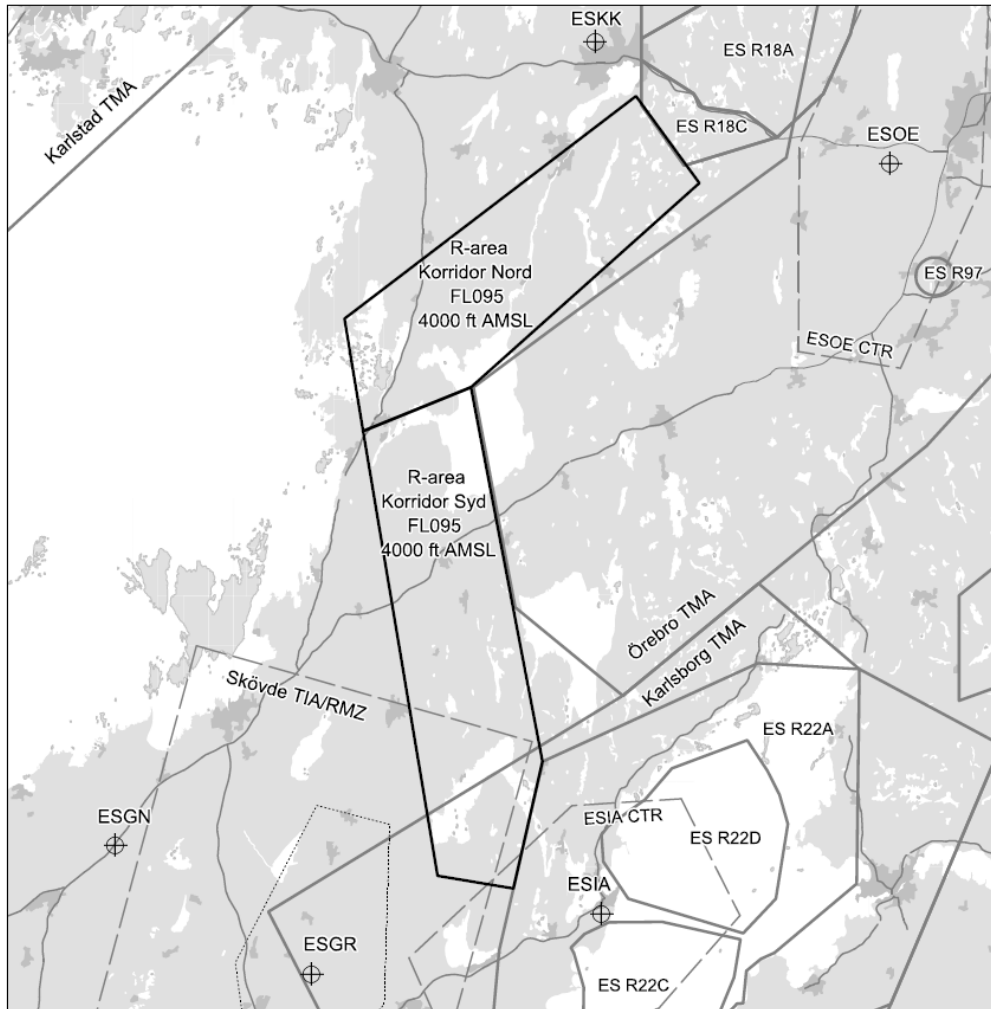 ESKK
ES R18A
Karlstad TMA
ES R18C
ESOE
R-area
Korridor Nord
FL095
4000 ft AMSL
ES R97
ESOE CTR
R-area
Korridor Syd
FL095
4000 ft AMSL
Örebro TMA
Karlsborg TMA
Skövde TIA/RMZ
ES R22A
ESGN
ESIA CTR
ES R22D
ESIA
ESGR
ES R22C